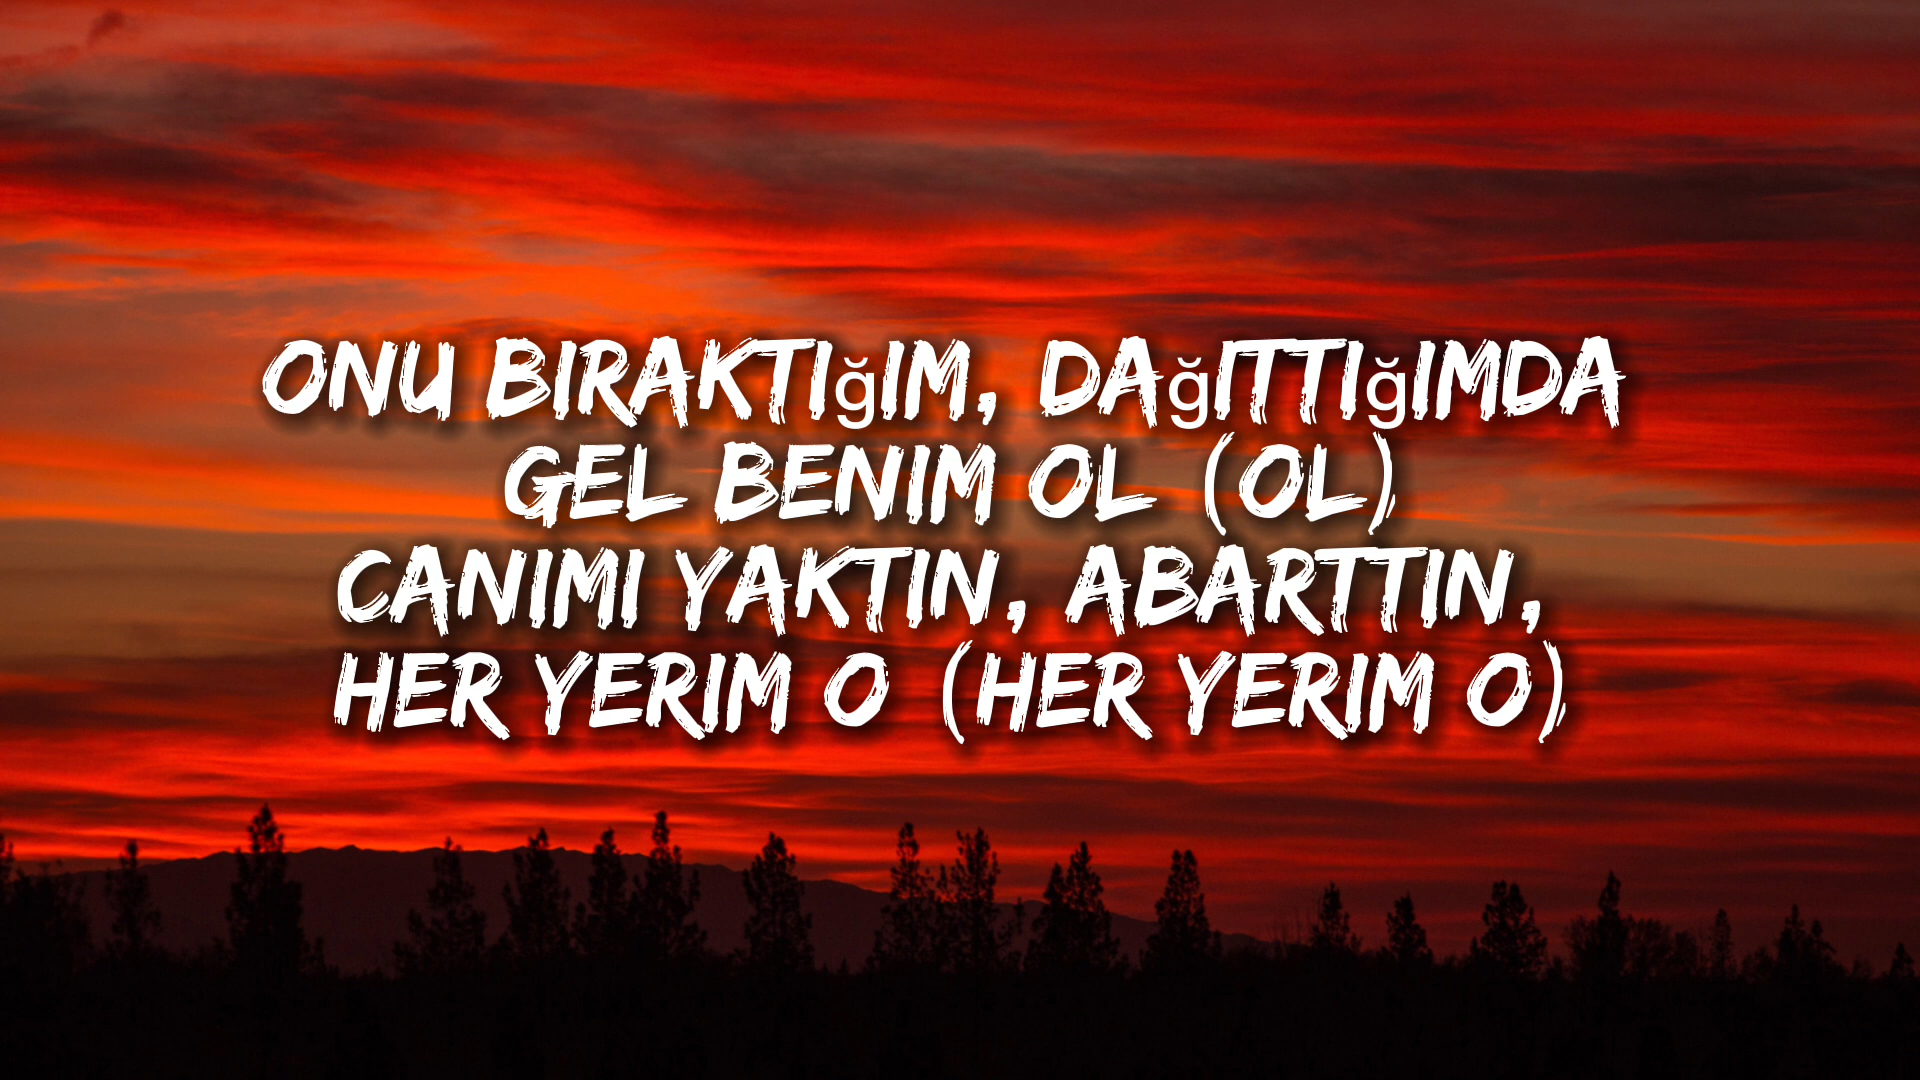 ONU BIRAKTIğIM, DAğITTIğIMDA
GEL BENIM OL (OL)
CANIMI YAKTIN, ABARTTIN,
HER YERIM O (HER YERIM O)